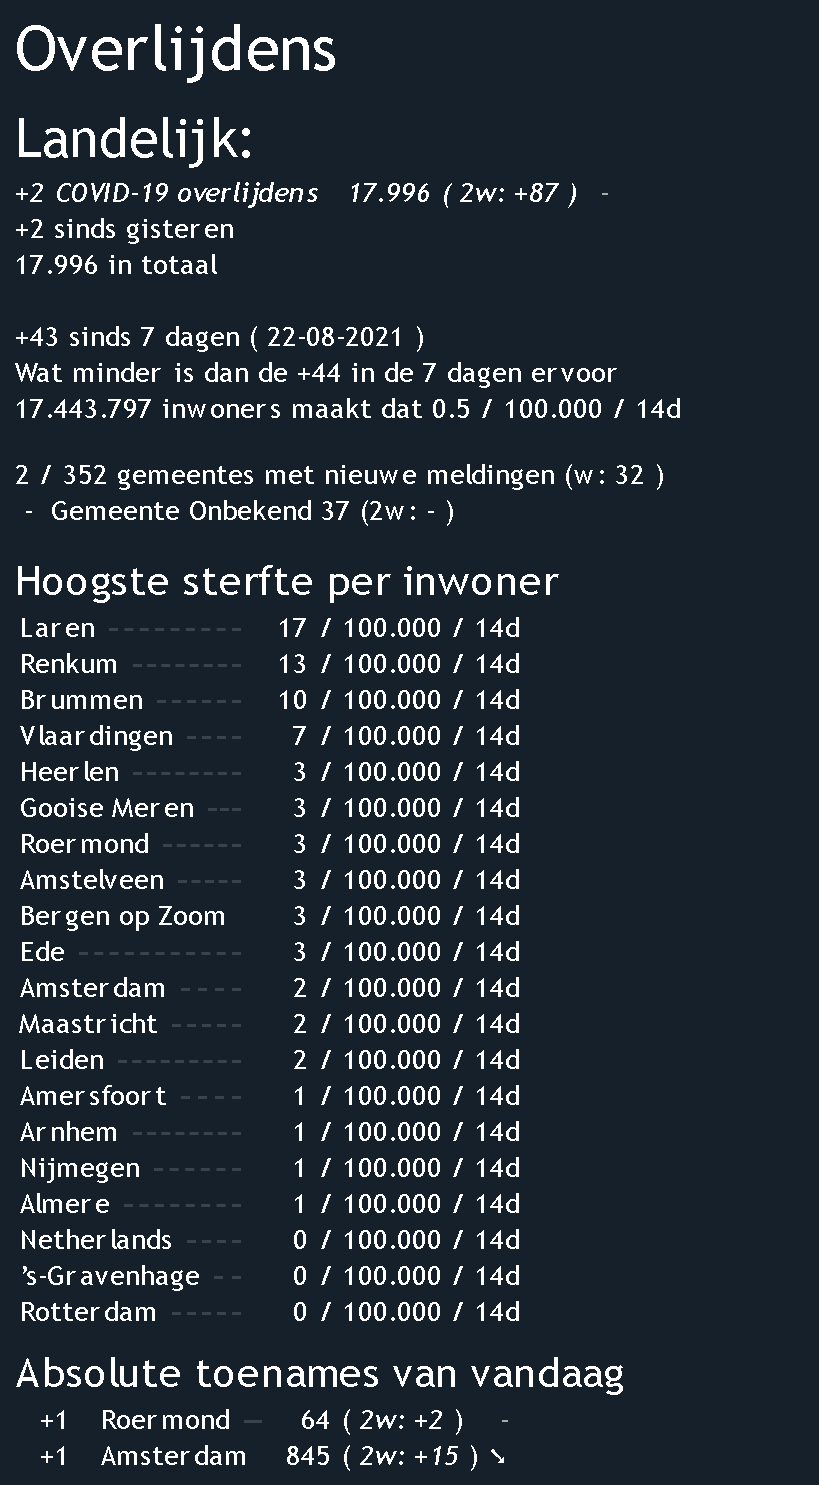 Overlijdens
Landelijk:
+2 COVID-19 overlijdens 17.996 ( 2w: +87 ) -
+2 sinds gisteren
17.996 in totaal
+43 sinds 7 dagen ( 22-08-2021 )
Wat minder is dan de +44 in de 7 dagen ervoor
17.443.797 inwoners maakt dat 0.5 / 100.000 / 14d
2 / 352 gemeentes met nieuwe meldingen (w: 32 )
- Gemeente Onbekend 37 (2w: - )
Hoogste sterfte per inwoner
Laren --------- 17 / 100.000 / 14d
Renkum -------- 13 / 100.000 / 14d
Brummen ------ 10 / 100.000 / 14d
Vlaardingen ---- 7 / 100.000 / 14d
Heerlen -------- 3 / 100.000 / 14d
Gooise Meren --- 3 / 100.000 / 14d
Roermond ------ 3 / 100.000 / 14d
Amstelveen ----- 3 / 100.000 / 14d
Bergen op Zoom 3 / 100.000 / 14d
Ede ----------- 3 / 100.000 / 14d
Amsterdam ---- 2 / 100.000 / 14d
Maastricht ----- 2 / 100.000 / 14d
Leiden --------- 2 / 100.000 / 14d
Amersfoort ---- 1 / 100.000 / 14d
Arnhem -------- 1 / 100.000 / 14d
Nijmegen ------ 1 / 100.000 / 14d
Almere -------- 1 / 100.000 / 14d
Netherlands ---- 0 / 100.000 / 14d
’s-Gravenhage -- 0 / 100.000 / 14d
Rotterdam ----- 0 / 100.000 / 14d
Absolute toenames van vandaag
+1 Roermond — 64 ( 2w: +2 ) -
+1 Amsterdam 845 ( 2w: +15 ) ➘